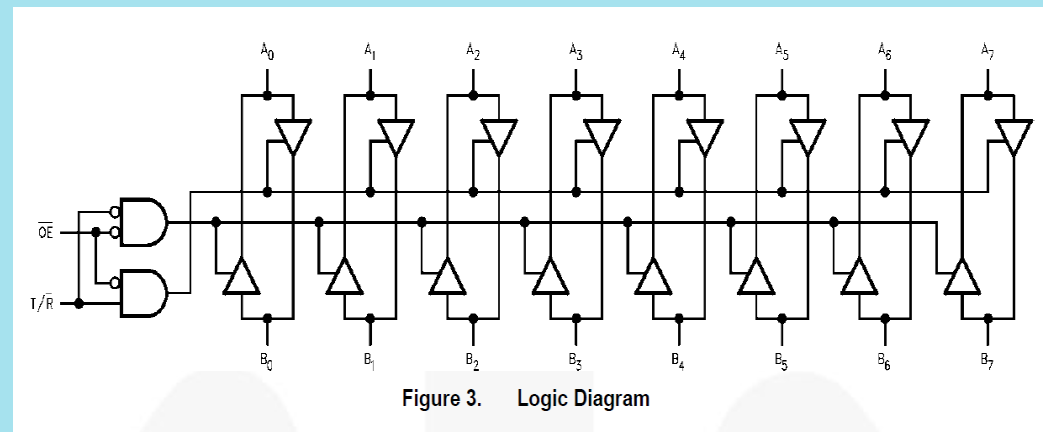 A₀ A₁ A₂ A₃ A₄ A₅ A₆ A₇
O̅E̅
T/R̅
B₀ B₁ B₂ B₃ B₄ B₅ B₆ B₇
Figure 3. Logic Diagram